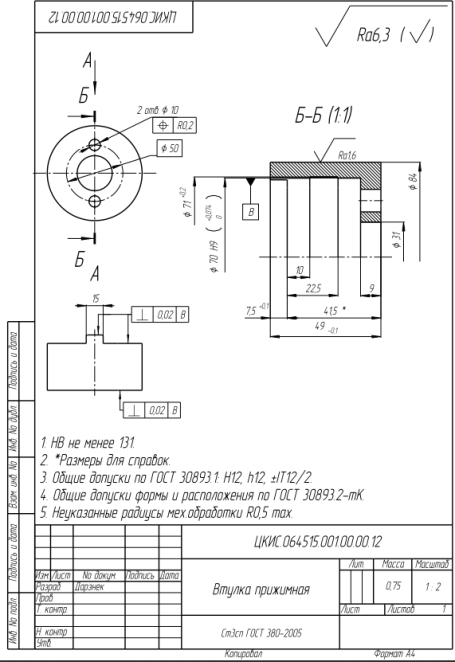 ЦКИС.064515.001.00.00.12
Ra6,3 ( )
А
Б
2 отв ϕ 10
R0,2
ϕ 50
Б
А
Б-Б (1:1)
Ra1,6
ϕ 71 -0,2
ϕ 70 H9 ( -0,074 0 )
В
ϕ 84
ϕ 31
10
22,5
9
7,5 -0,1
41,5 *
49 -0,1
15
⊥ 0,02 В
⊥ 0,02 В
1. НВ не менее 131.
2. *Размеры для справок.
3. Общие допуски по ГОСТ 30893.1: Н12, h12, ±IT12/2.
4. Общие допуски формы и расположения по ГОСТ 30893.2-mK.
5. Неуказанные радиусы мех.обработки R0,5 max.
Подпись и дата
Инв. No дубл.
Взам инв. No
Подпись и дата
Инв. No подл.
ЦКИС.064515.001.00.00.12
Изм Лист No докум Подпись Дата
Разраб
Пров
Т. контр.
Н. контр
Утв.
Втулка прижимная
Лит Масса Масштаб
0,75 1 : 2
Лист Листов 1
Ст3сп ГОСТ 380-2005
Копировал Формат А4